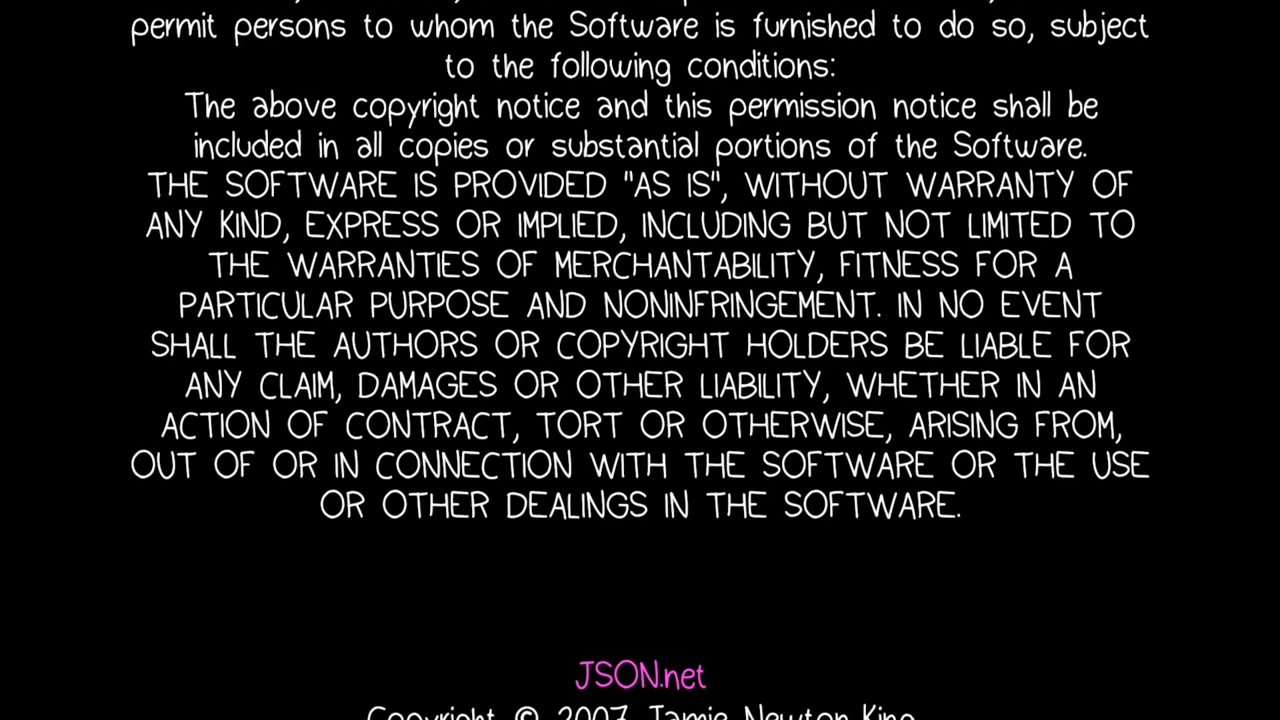 permit persons to whom the Software is furnished to do so, subject
to the following conditions:
The above copyright notice and this permission notice shall be
included in all copies or substantial portions of the Software.
THE SOFTWARE IS PROVIDED "AS IS", WITHOUT WARRANTY OF
ANY KIND, EXPRESS OR IMPLIED, INCLUDING BUT NOT LIMITED TO
THE WARRANTIES OF MERCHANTABILITY, FITNESS FOR A
PARTICULAR PURPOSE AND NONINFRINGEMENT. IN NO EVENT
SHALL THE AUTHORS OR COPYRIGHT HOLDERS BE LIABLE FOR
ANY CLAIM, DAMAGES OR OTHER LIABILITY, WHETHER IN AN
ACTION OF CONTRACT, TORT OR OTHERWISE, ARISING FROM,
OUT OF OR IN CONNECTION WITH THE SOFTWARE OR THE USE
OR OTHER DEALINGS IN THE SOFTWARE.
JSON.net
Copyright © 2007 Jamie Newton King